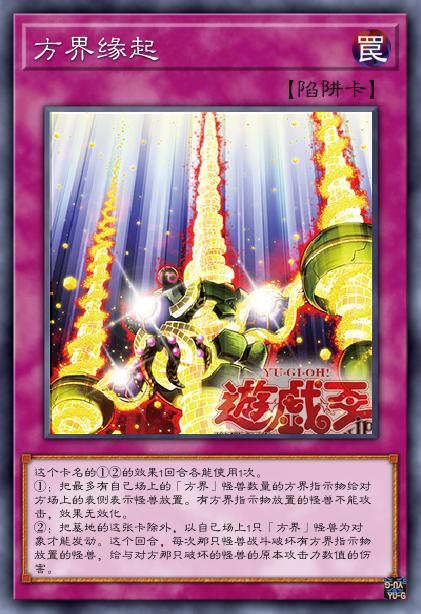 方界缘起
罠
【陷阱卡】
YU-GI-OH!
遊戯王
.jp
这个卡名的①②的效果1回合各能使用1次。
①：把最多有自己场上的「方界」怪兽数量的方界指示物给对
方场上的表侧表示怪兽放置。有方界指示物放置的怪兽不能攻
击，效果无效化。
②：把墓地的这张卡除外，以自己场上1只「方界」怪兽为对
象才能发动。这个回合，每次那只怪兽战斗破坏有方界指示物
放置的怪兽，给与对方那只破坏的怪兽的原本攻击力数值的伤
害。